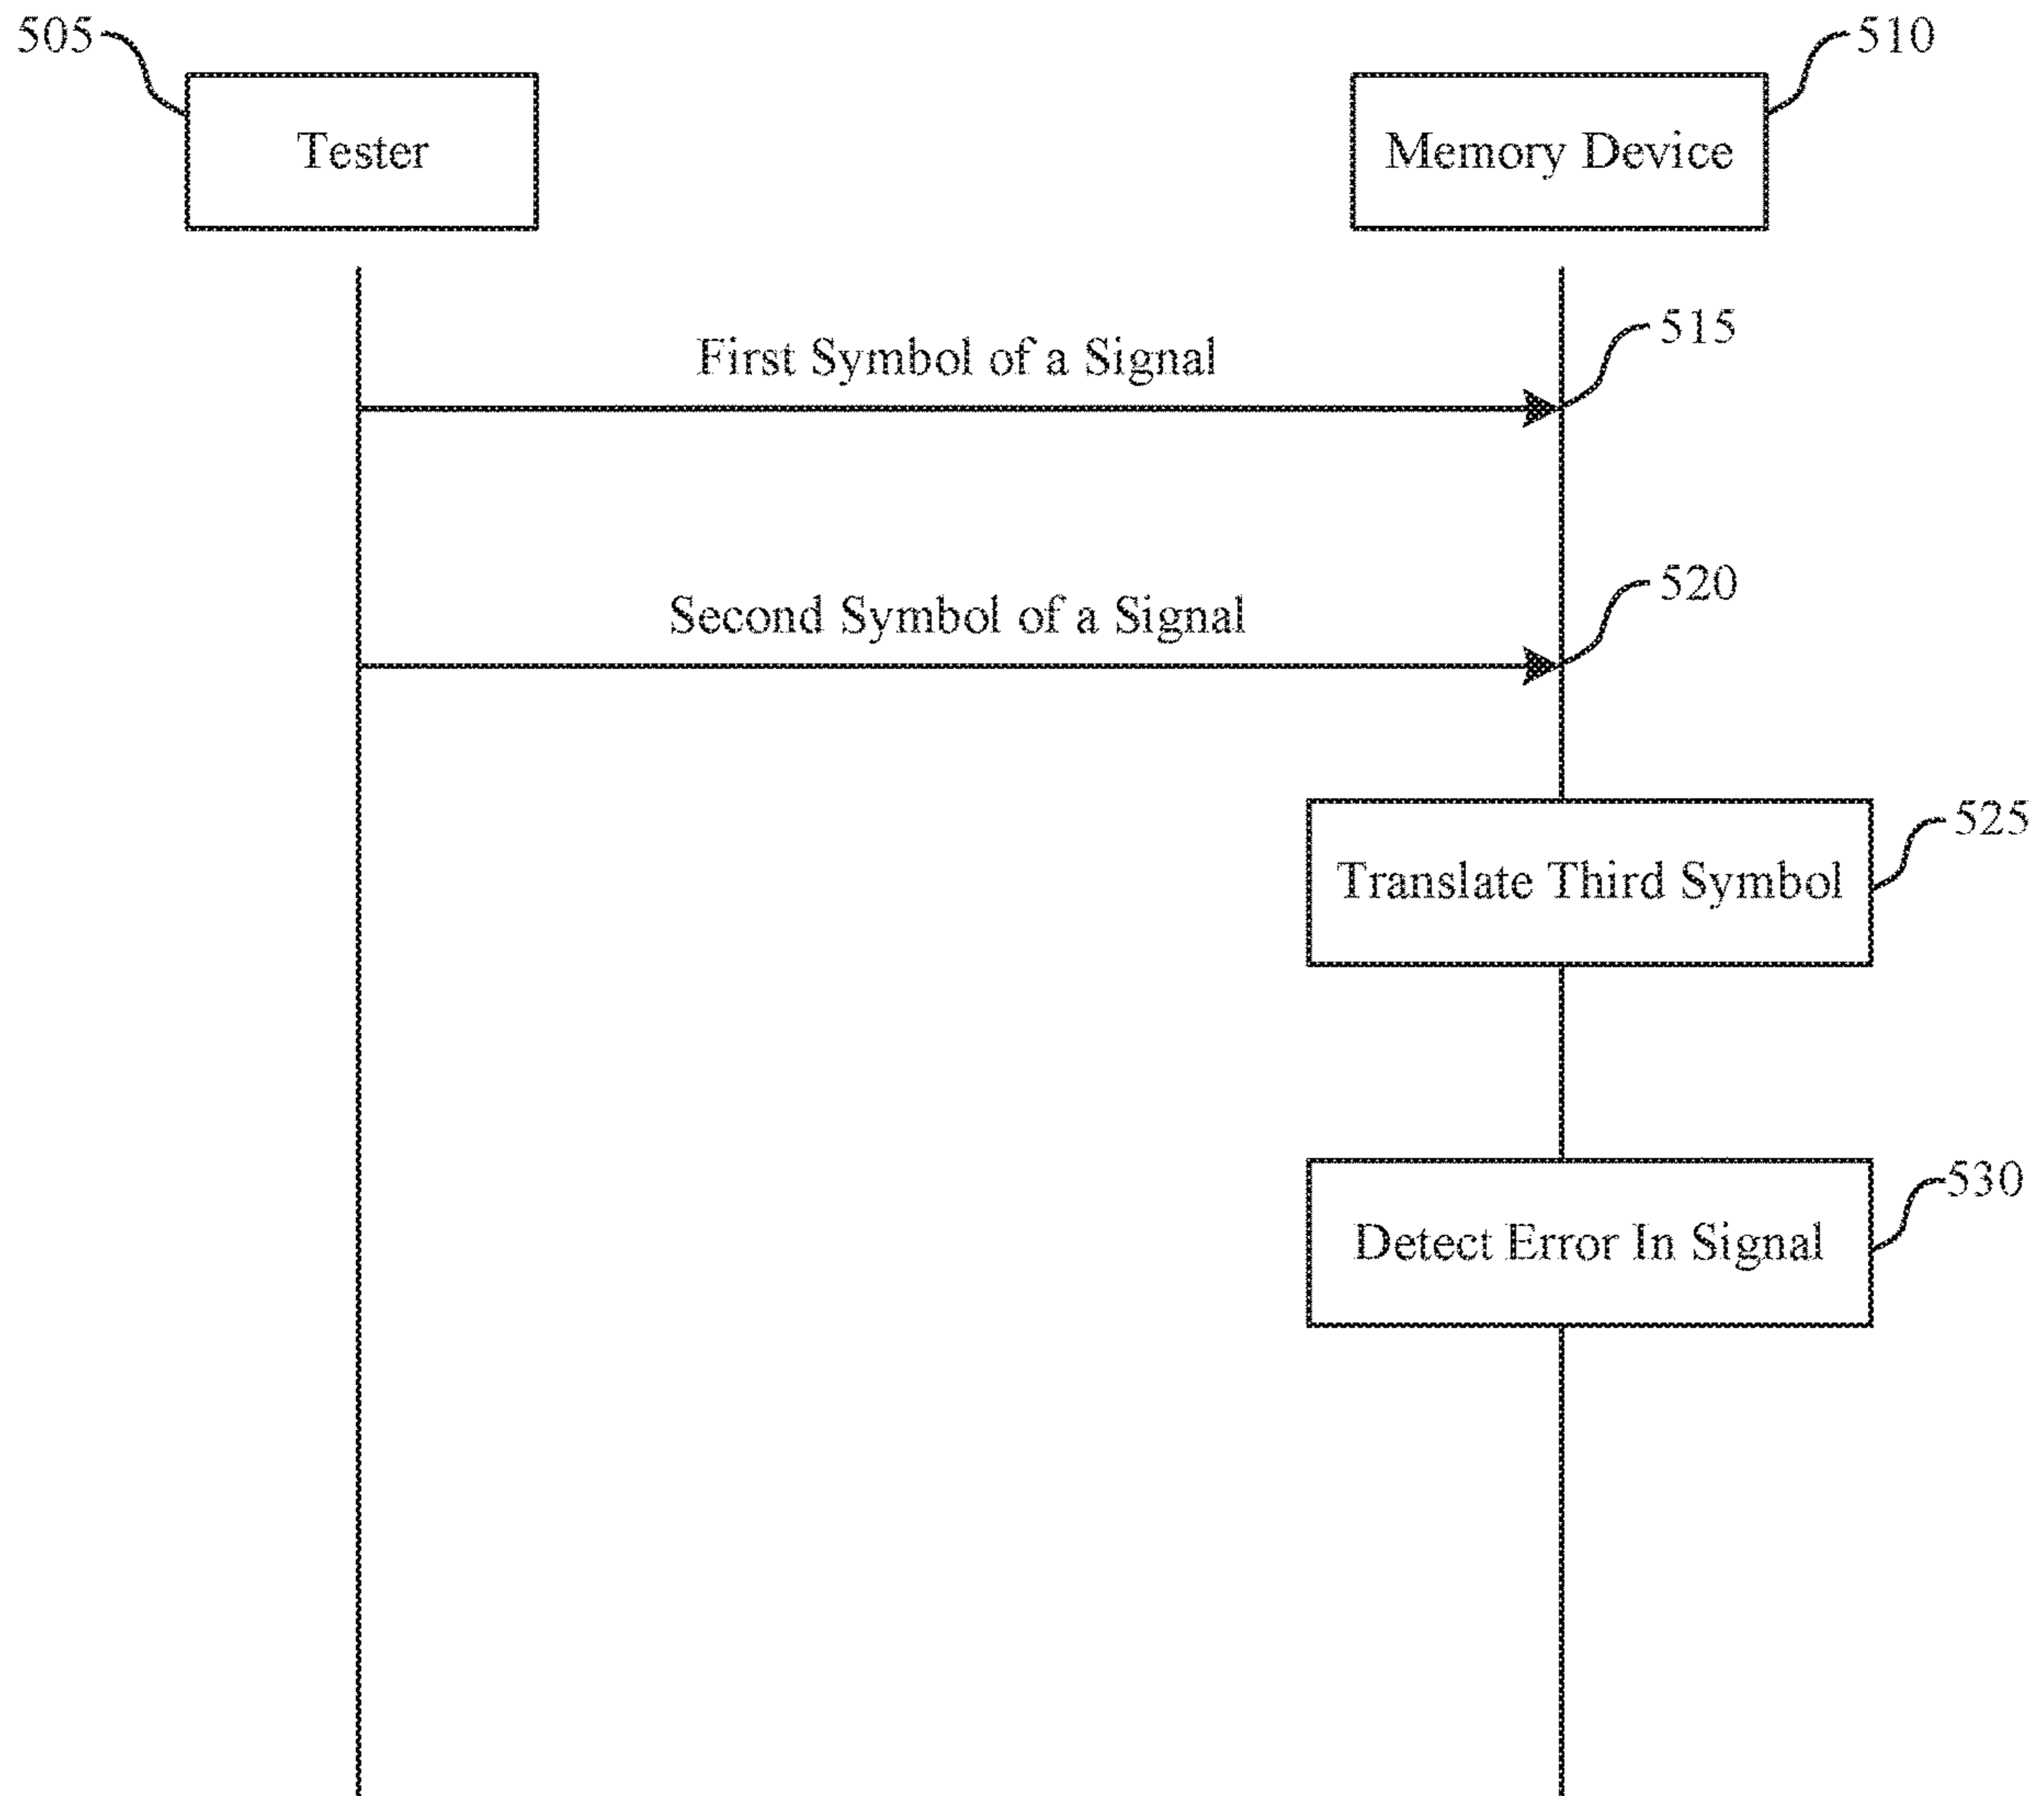 505
510
Tester
Memory Device
515
First Symbol of a Signal
520
Second Symbol of a Signal
525
Translate Third Symbol
530
Detect Error In Signal